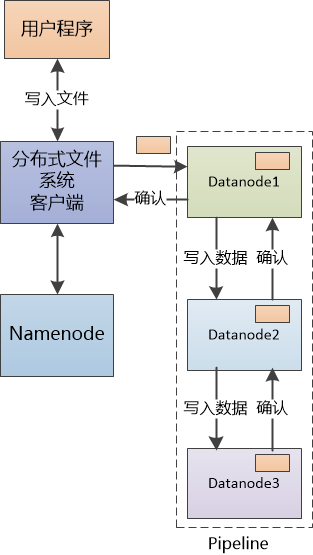 用户程序
写入文件
分布式文件
系统
客户端
确认
Datanode1
写入数据 确认
Namenode
Datanode2
写入数据 确认
Datanode3
Pipeline